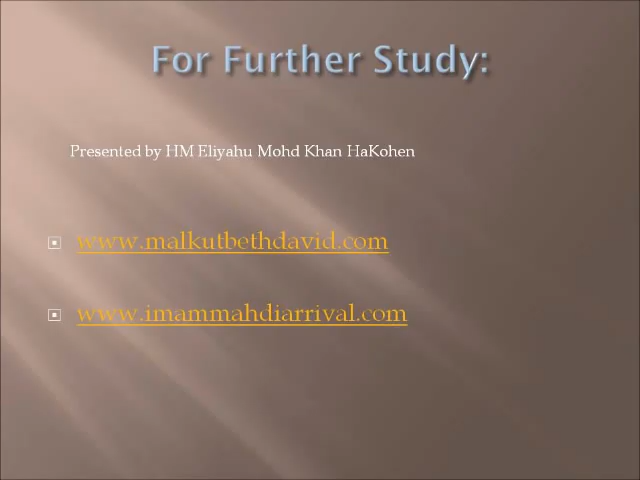 For Further Study:
Presented by HM Eliyahu Mohd Khan HaKohen
www.malkutbethdavid.com
www.imammahdiarrival.com